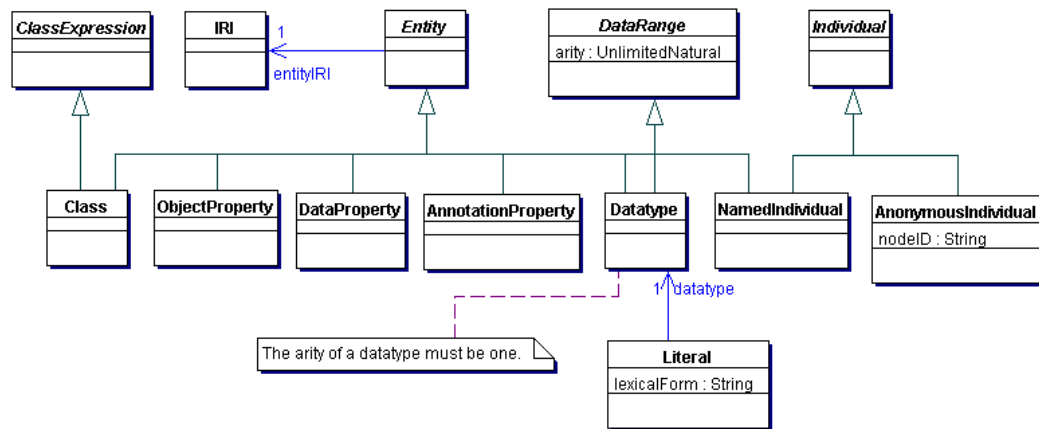 ClassExpression
IRI
1
entityIRI
Entity
DataRange
arity : UnlimitedNatural
Individual
Class
ObjectProperty
DataProperty
AnnotationProperty
Datatype
NamedIndividual
AnonymousIndividual
nodeID : String
1 datatype
The arity of a datatype must be one.
Literal
lexicalForm : String